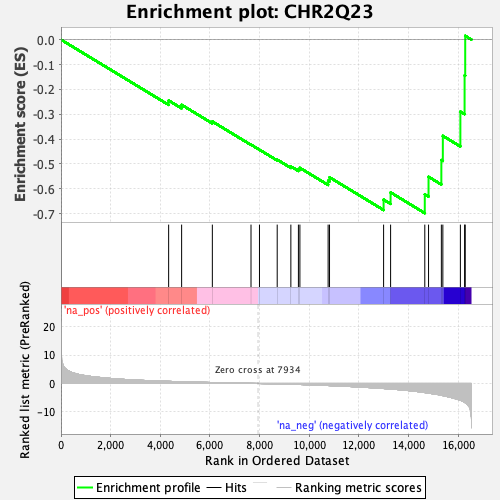 Enrichment plot: CHR2Q23
Enrichment score (ES)
0.0
-0.1
-0.2
-0.3
-0.4
-0.5
-0.6
-0.7
'na_pos' (positively correlated)
Ranked list metric (PreRanked)
20
10
0
-10
Zero cross at 7934
'na_neg' (negatively correlated)
0 2,000 4,000 6,000 8,000 10,000 12,000 14,000 16,000
Rank in Ordered Dataset
Enrichment profile Hits Ranking metric scores